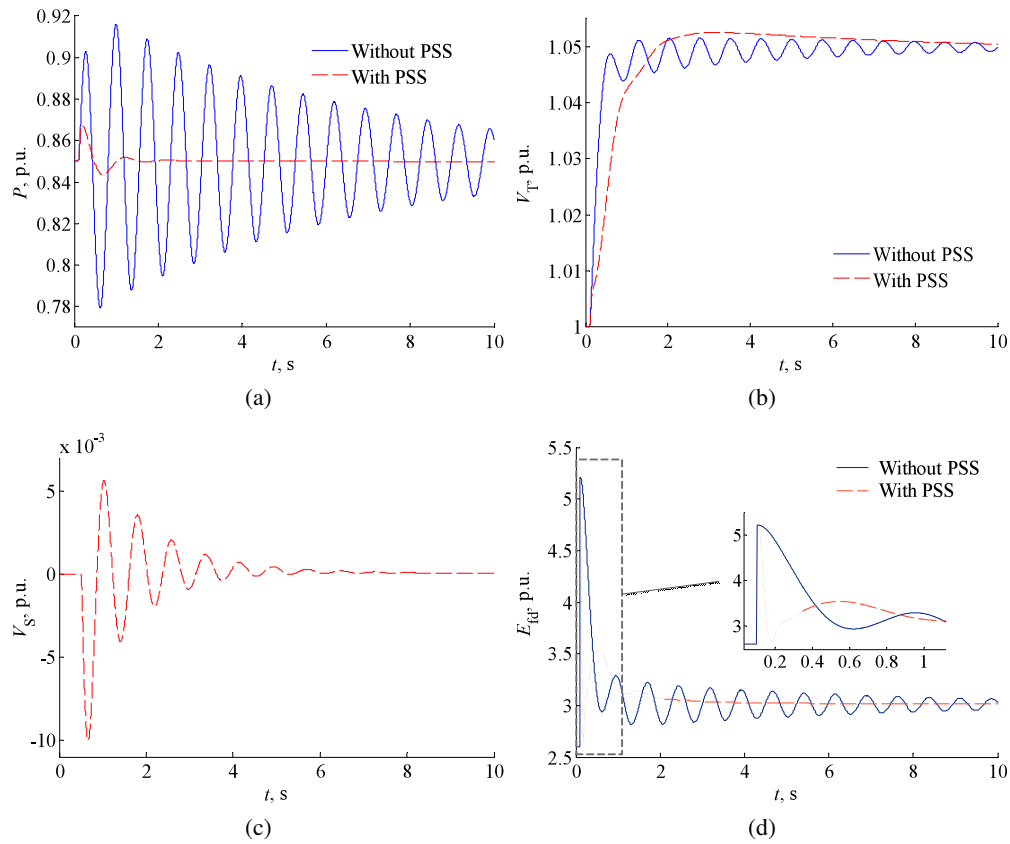 0.92
0.9
0.88
0.86
0.84
0.82
0.8
0.78
P, p.u.
Without PSS
With PSS
0 2 4 6 8 10
t, s
(a)
1.05
1.04
1.03
1.02
1.01
1
V_T, p.u.
Without PSS
With PSS
0 2 4 6 8 10
t, s
(b)
x 10^-3
5
0
-5
-10
V_S, p.u.
0 2 4 6 8 10
t, s
(c)
5.5
5
4.5
4
3.5
3
2.5
E_fd, p.u.
Without PSS
With PSS
5
4
3
0.2 0.4 0.6 0.8 1
0 2 4 6 8 10
t, s
(d)